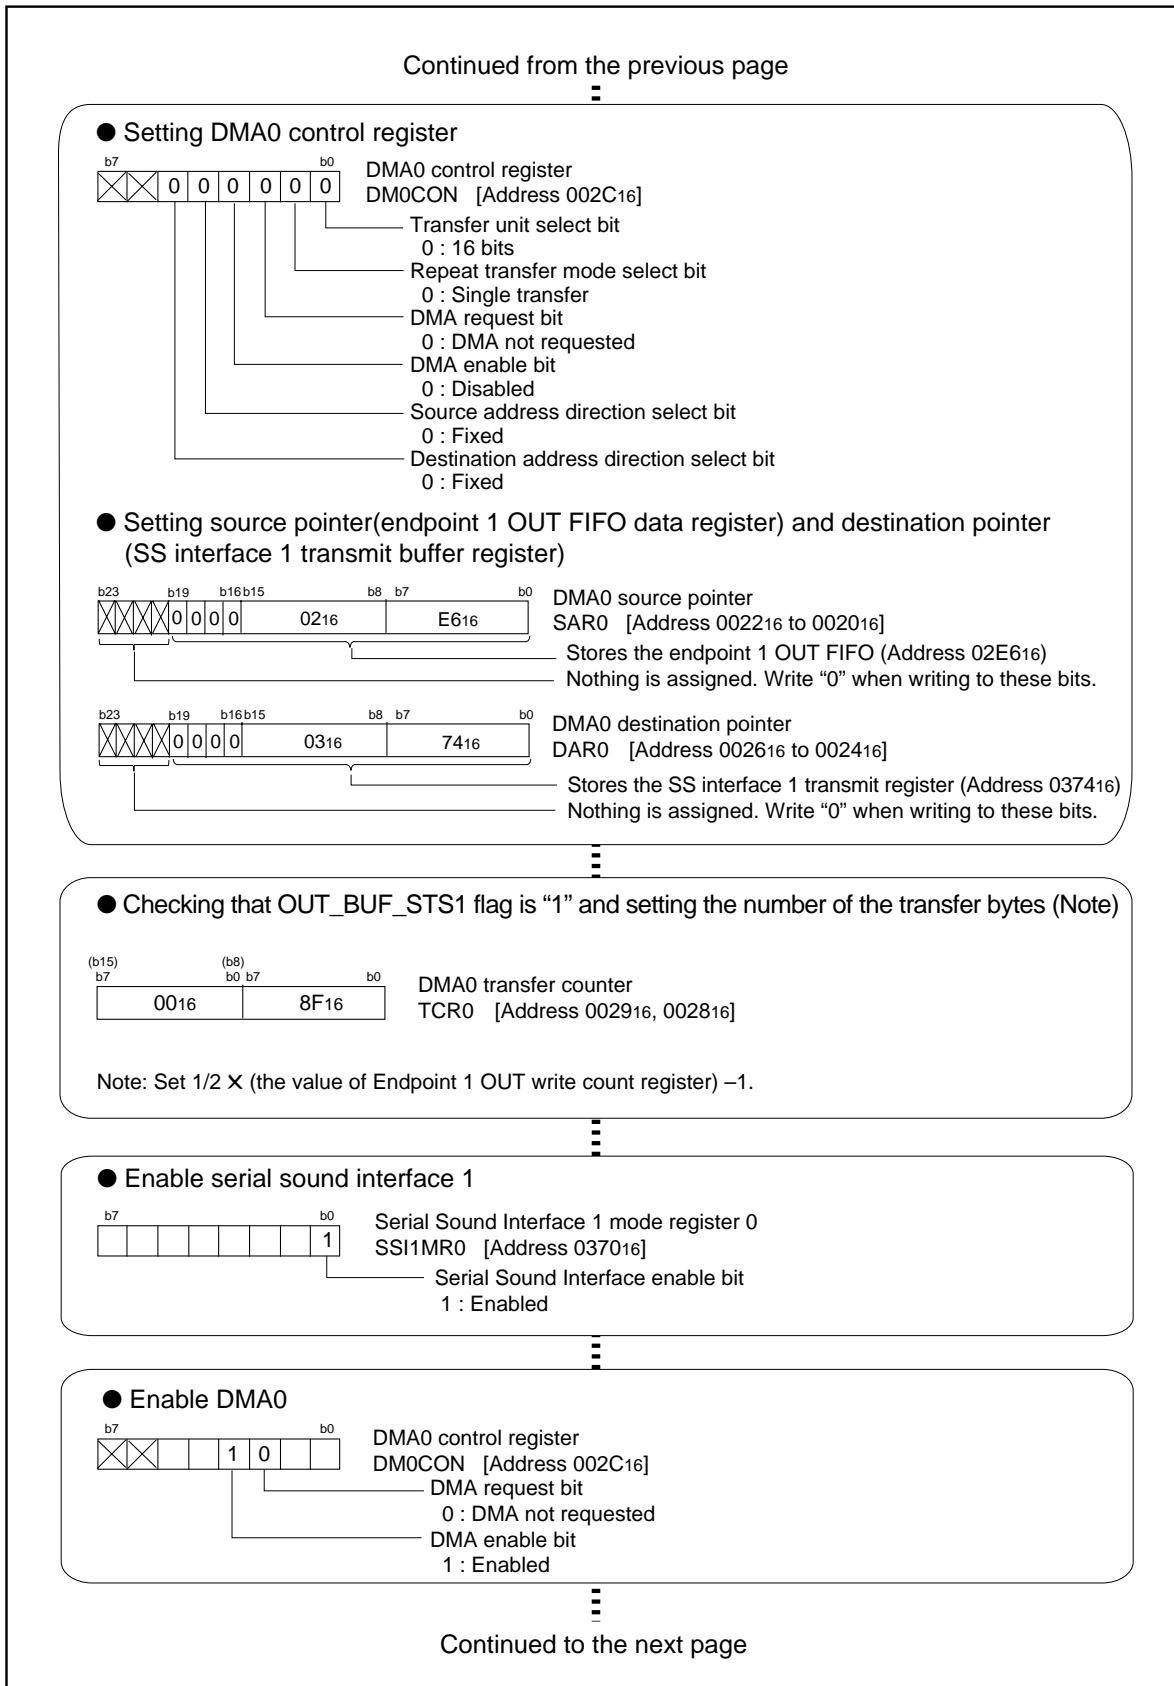 Continued from the previous page
● Setting DMA0 control register
b7 b0
0 0 0 0 0 0
DMA0 control register
DM0CON [Address 002C16]
Transfer unit select bit
0 : 16 bits
Repeat transfer mode select bit
0 : Single transfer
DMA request bit
0 : DMA not requested
DMA enable bit
0 : Disabled
Source address direction select bit
0 : Fixed
Destination address direction select bit
0 : Fixed
● Setting source pointer(endpoint 1 OUT FIFO data register) and destination pointer
(SS interface 1 transmit buffer register)
b23 b19 b16 b15 b8 b7 b0
0 0 0 0 0216 E616
DMA0 source pointer
SAR0 [Address 002216 to 002016]
Stores the endpoint 1 OUT FIFO (Address 02E616)
Nothing is assigned. Write “0” when writing to these bits.
b23 b19 b16 b15 b8 b7 b0
0 0 0 0 0316 7416
DMA0 destination pointer
DAR0 [Address 002616 to 002416]
Stores the SS interface 1 transmit register (Address 037416)
Nothing is assigned. Write “0” when writing to these bits.
● Checking that OUT_BUF_STS1 flag is “1” and setting the number of the transfer bytes (Note)
(b15) (b8)
b7 b0 b7 b0
0016 8F16
DMA0 transfer counter
TCR0 [Address 002916, 002816]
Note: Set 1/2 ✕ (the value of Endpoint 1 OUT write count register) –1.
● Enable serial sound interface 1
b7 b0
1
Serial Sound Interface 1 mode register 0
SSI1MR0 [Address 037016]
Serial Sound Interface enable bit
1 : Enabled
● Enable DMA0
b7 b0
1 0
DMA0 control register
DM0CON [Address 002C16]
DMA request bit
0 : DMA not requested
DMA enable bit
1 : Enabled
Continued to the next page